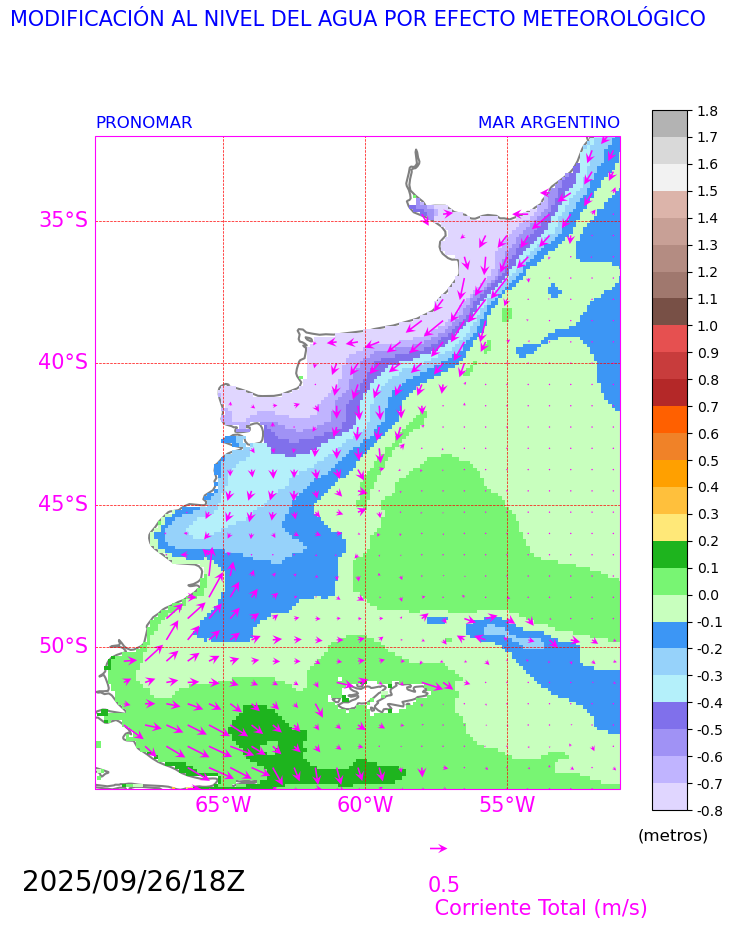 MODIFICACIÓN AL NIVEL DEL AGUA POR EFECTO METEOROLÓGICO
PRONOMAR
MAR ARGENTINO
35°S
40°S
45°S
50°S
65°W
60°W
55°W
1.8
1.7
1.6
1.5
1.4
1.3
1.2
1.1
1.0
0.9
0.8
0.7
0.6
0.5
0.4
0.3
0.2
0.1
0.0
-0.1
-0.2
-0.3
-0.4
-0.5
-0.6
-0.7
-0.8
(metros)
2025/09/26/18Z
0.5
Corriente Total (m/s)